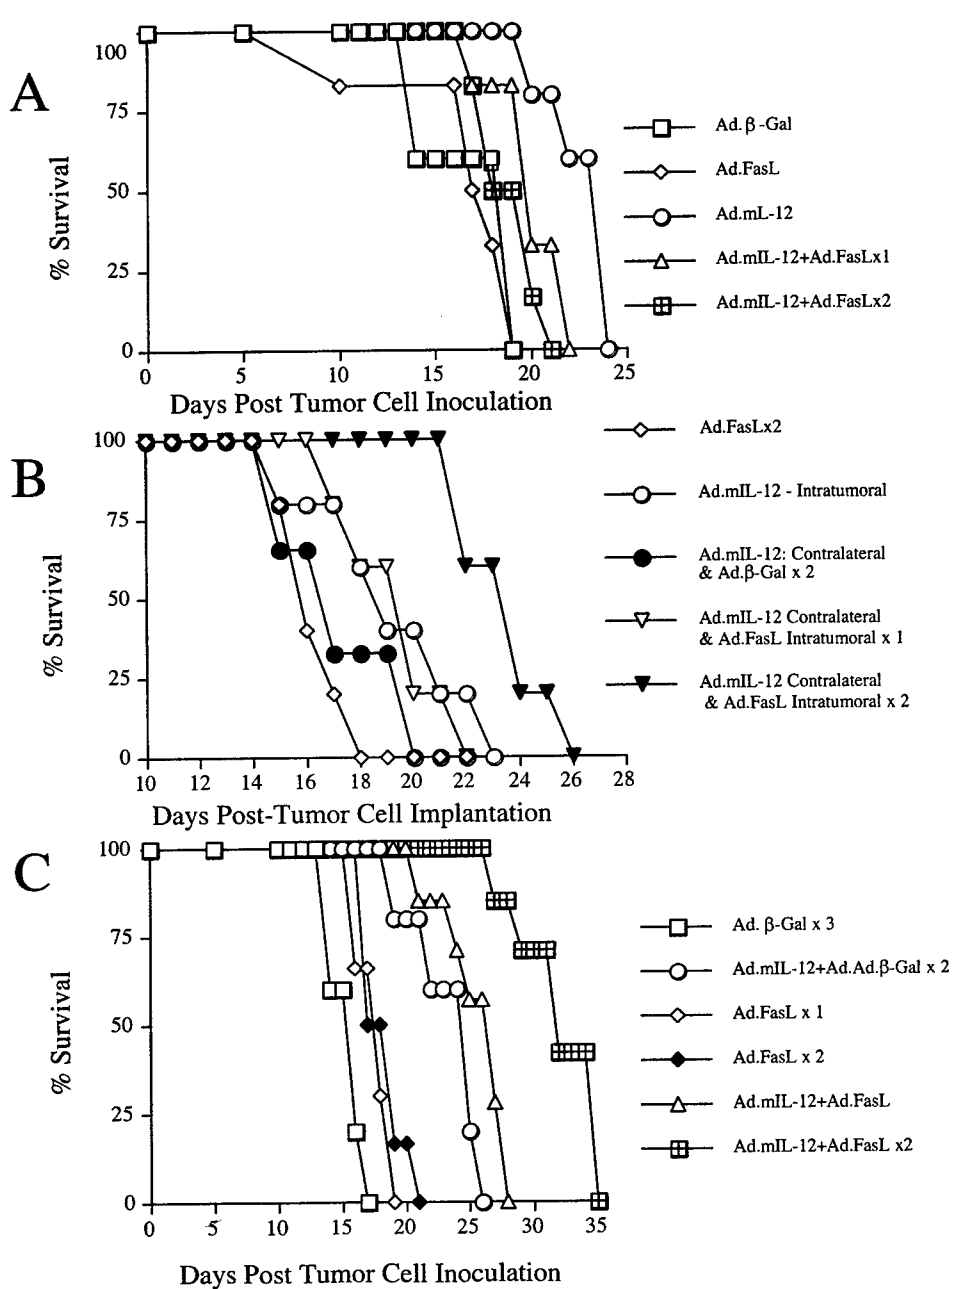 A
% Survival
100
75
50
25
0
0 5 10 15 20 25
Days Post Tumor Cell Inoculation
Ad.β-Gal
Ad.FasL
Ad.mL-12
Ad.mIL-12+Ad.FasLx1
Ad.mIL-12+Ad.FasLx2
B
% Survival
100
75
50
25
0
10 12 14 16 18 20 22 24 26 28
Days Post-Tumor Cell Implantation
Ad.FasLx2
Ad.mIL-12 - Intratumoral
Ad.mIL-12: Contralateral
& Ad.β-Gal x 2
Ad.mIL-12 Contralateral
& Ad.FasL Intratumoral x 1
Ad.mIL-12 Contralateral
& Ad.FasL Intratumoral x 2
C
% Survival
100
75
50
25
0
0 5 10 15 20 25 30 35
Days Post Tumor Cell Inoculation
Ad. β-Gal x 3
Ad.mIL-12+Ad.Ad.β-Gal x 2
Ad.FasL x 1
Ad.FasL x 2
Ad.mIL-12+Ad.FasL
Ad.mIL-12+Ad.FasL x2